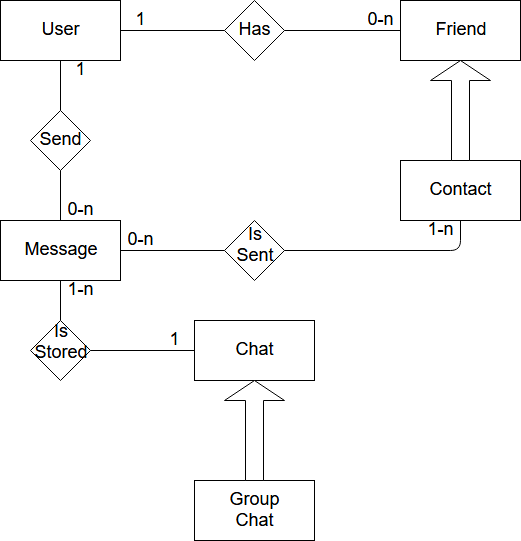 User
1
Has
0-n
Friend
1
Send
0-n
Contact
Message
0-n
Is
Sent
1-n
1-n
Is
Stored
1
Chat
Group
Chat